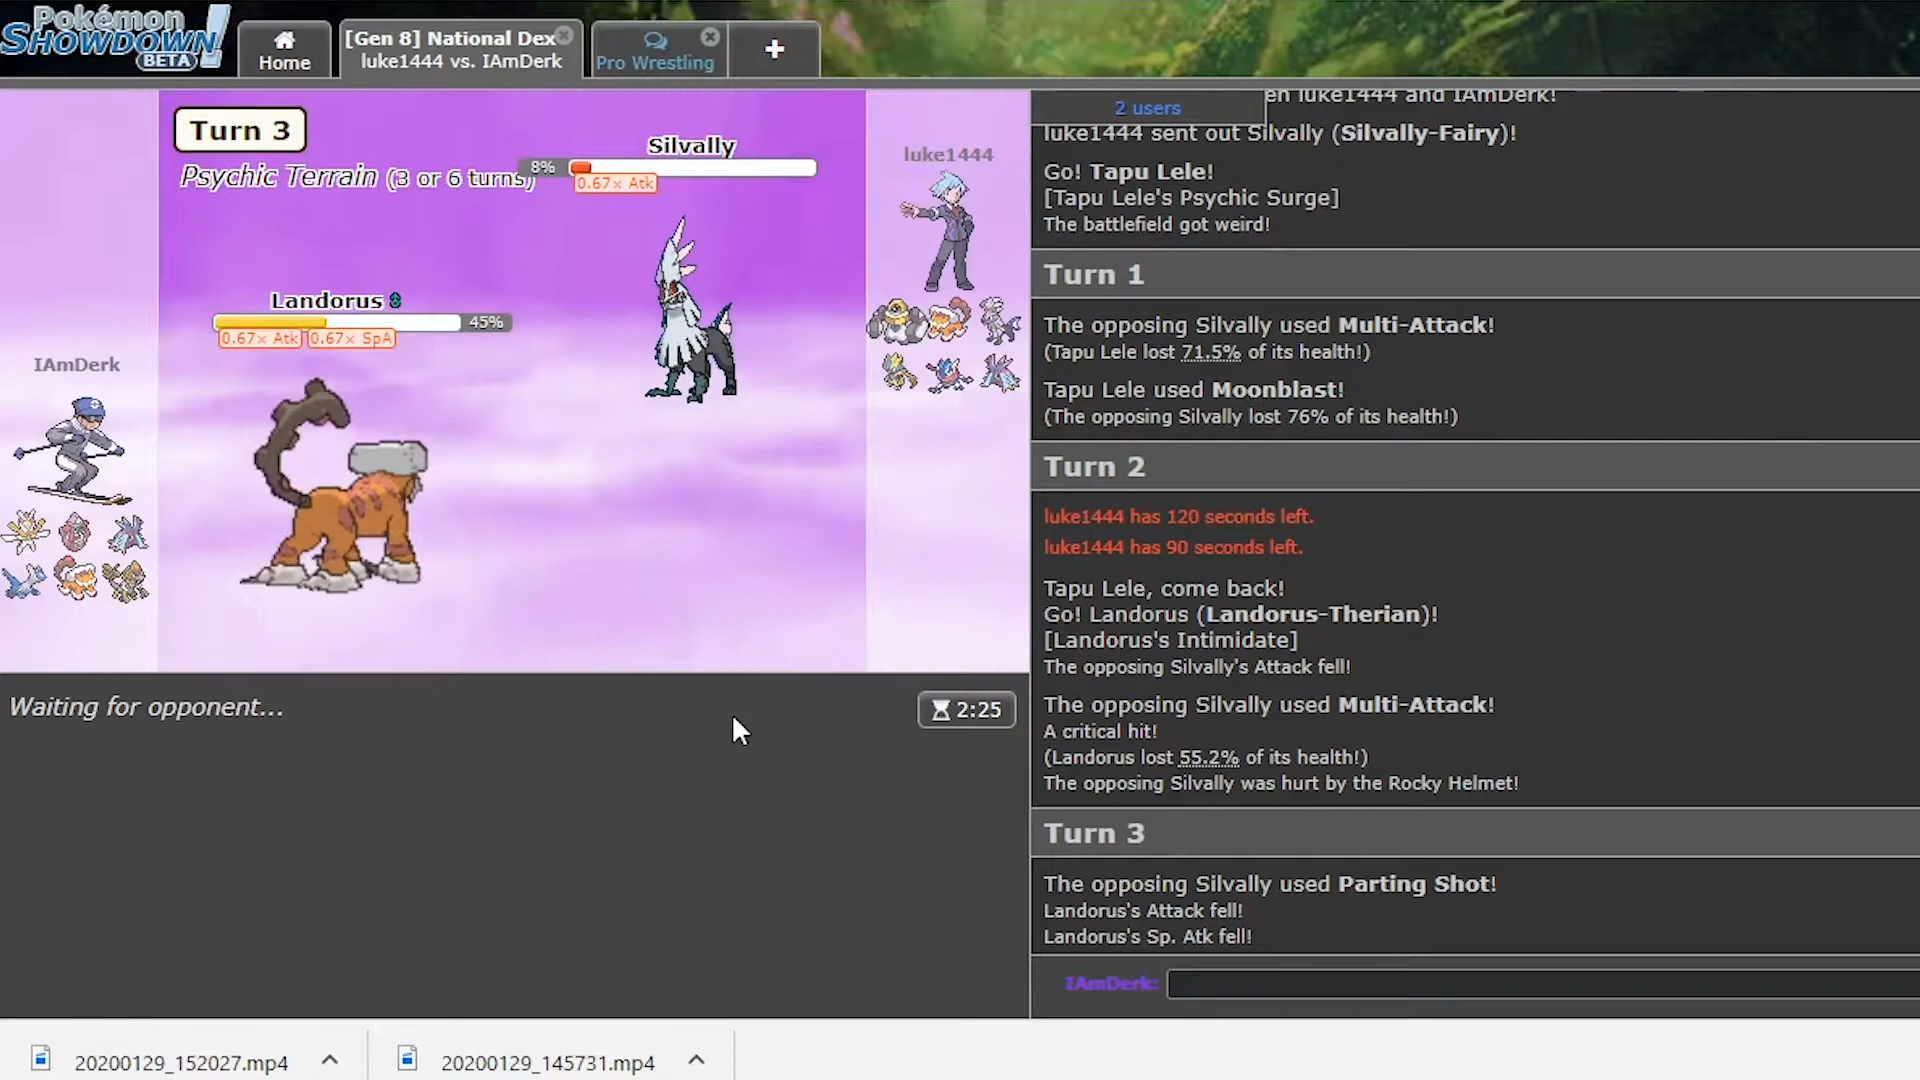 Pokémon
SHOWDOWN!
BETA
Home
[Gen 8] National Dex
luke1444 vs. IAmDerk
Pro Wrestling
+
Turn 3
Psychic Terrain (3 or 6 turns)
Silvally
8%
0.67× Atk
luke1444
Landorus
45%
0.67× Atk 0.67× SpA
IAmDerk
Waiting for opponent...
2:25
2 users
en luke1444 and IAmDerk!
luke1444 sent out Silvally (Silvally-Fairy)!
Go! Tapu Lele!
[Tapu Lele's Psychic Surge]
The battlefield got weird!
Turn 1
The opposing Silvally used Multi-Attack!
(Tapu Lele lost 71.5% of its health!)
Tapu Lele used Moonblast!
(The opposing Silvally lost 76% of its health!)
Turn 2
luke1444 has 120 seconds left.
luke1444 has 90 seconds left.
Tapu Lele, come back!
Go! Landorus (Landorus-Therian)!
[Landorus's Intimidate]
The opposing Silvally's Attack fell!
The opposing Silvally used Multi-Attack!
A critical hit!
(Landorus lost 55.2% of its health!)
The opposing Silvally was hurt by the Rocky Helmet!
Turn 3
The opposing Silvally used Parting Shot!
Landorus's Attack fell!
Landorus's Sp. Atk fell!
IAmDerk:
20200129_152027.mp4
20200129_145731.mp4